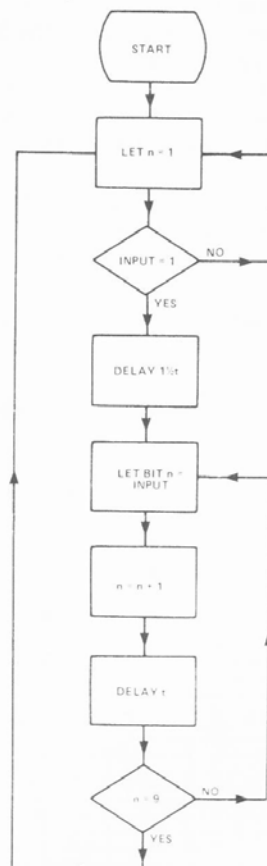 START
LET n = 1
INPUT = 1
NO
YES
DELAY 1½t
LET BIT n =
INPUT
n = n + 1
DELAY t
n = 9
NO
YES